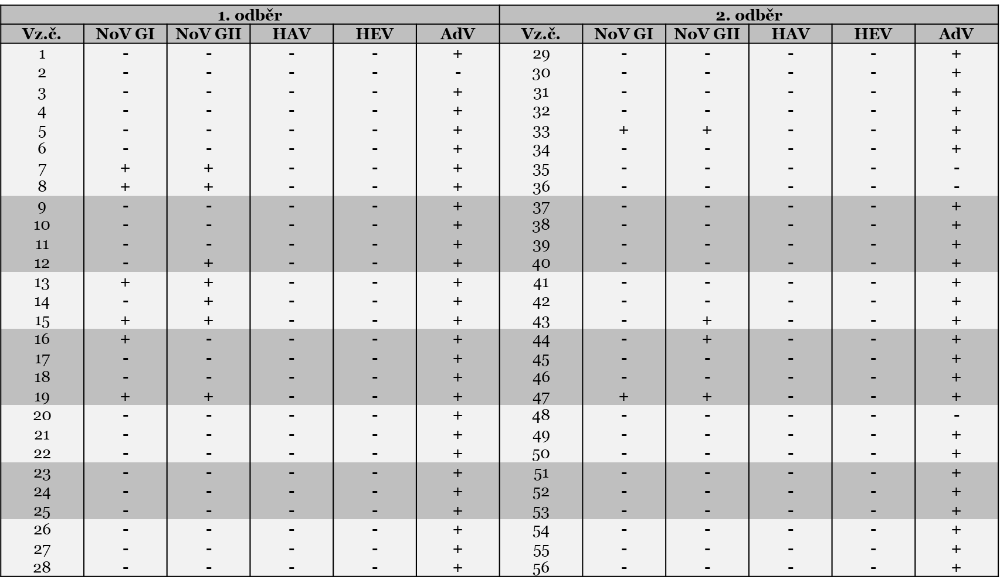 1. odběr 2. odběr
Vz.č. NoV GI NoV GII HAV HEV AdV Vz.č. NoV GI NoV GII HAV HEV AdV
1 - - - - + 29 - - - - +
2 - - - - - 30 - - - - +
3 - - - - + 31 - - - - +
4 - - - - + 32 - - - - +
5 - - - - + 33 + + - - +
6 - - - - + 34 - - - - +
7 + + - - + 35 - - - - -
8 + + - - + 36 - - - - -
9 - - - - + 37 - - - - +
10 - - - - + 38 - - - - +
11 - - - - + 39 - - - - +
12 - + - - + 40 - - - - +
13 + + - - + 41 - - - - +
14 - + - - + 42 - - - - +
15 + + - - + 43 - + - - +
16 + - - - + 44 - + - - +
17 - - - - + 45 - - - - +
18 - - - - + 46 - - - - +
19 + + - - + 47 + + - - +
20 - - - - + 48 - - - - -
21 - - - - + 49 - - - - +
22 - - - - + 50 - - - - +
23 - - - - + 51 - - - - +
24 - - - - + 52 - - - - +
25 - - - - + 53 - - - - +
26 - - - - + 54 - - - - +
27 - - - - + 55 - - - - +
28 - - - - + 56 - - - - +